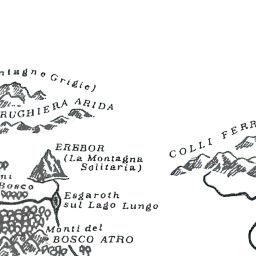 ntagne Grigie)
RUGHIERA ARIDA
COLLI FERR
EREBOR
(La Montagna
Solitaria)
ni
Bosco
Esgaroth
sul Lago Lungo
Monti del
BOSCO ATRO